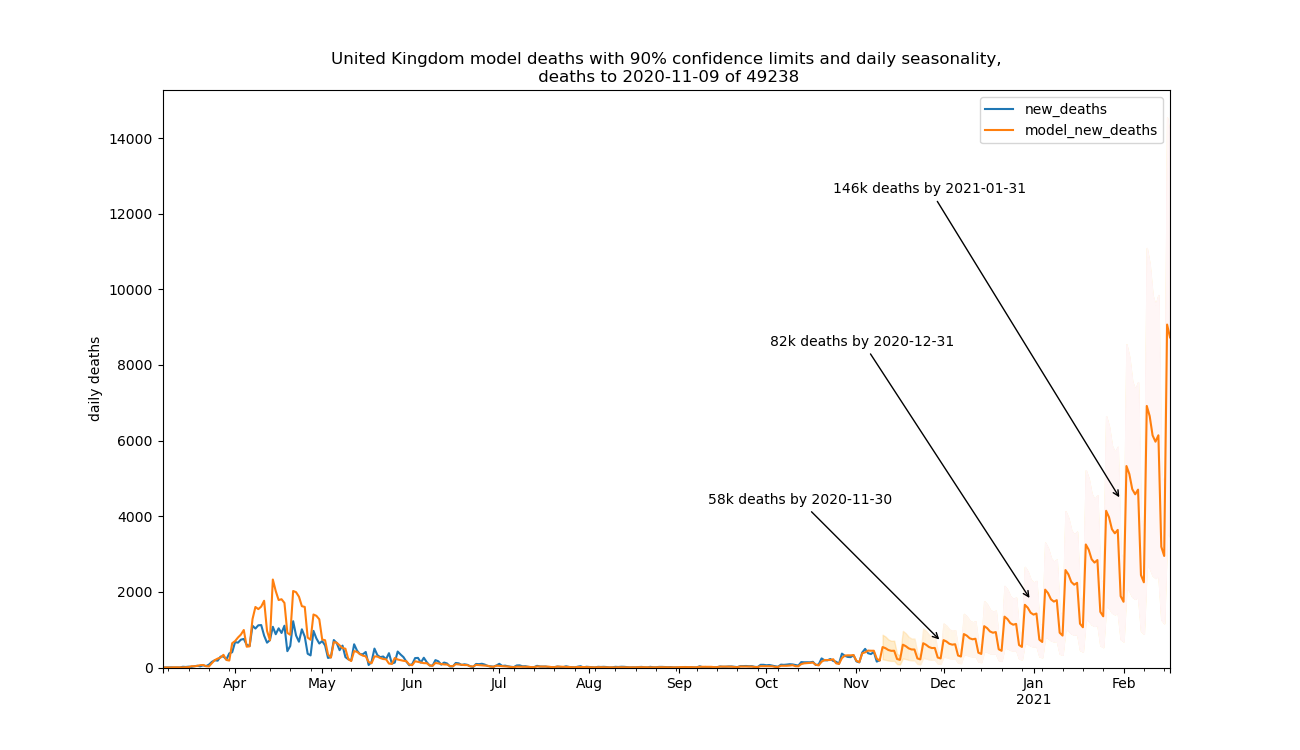 United Kingdom model deaths with 90% confidence limits and daily seasonality,
deaths to 2020-11-09 of 49238
new_deaths
model_new_deaths
14000
12000
10000
8000
6000
4000
2000
0
daily deaths
146k deaths by 2021-01-31
82k deaths by 2020-12-31
58k deaths by 2020-11-30
Apr May Jun Jul Aug Sep Oct Nov Dec Jan Feb
2021